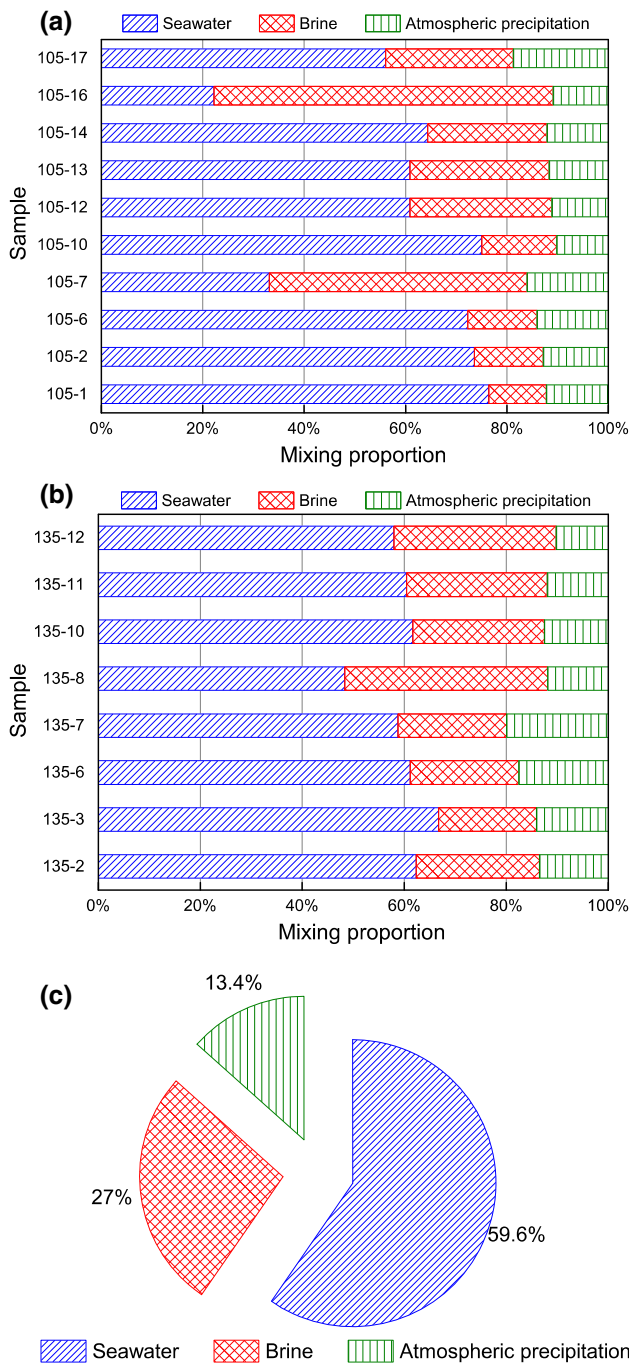 (a)
Seawater Brine Atmospheric precipitation
105-17
105-16
105-14
105-13
105-12
105-10
105-7
105-6
105-2
105-1
Sample
0% 20% 40% 60% 80% 100%
Mixing proportion
(b)
Seawater Brine Atmospheric precipitation
135-12
135-11
135-10
135-8
135-7
135-6
135-3
135-2
Sample
0% 20% 40% 60% 80% 100%
Mixing proportion
(c)
13.4%
27%
59.6%
Seawater Brine Atmospheric precipitation